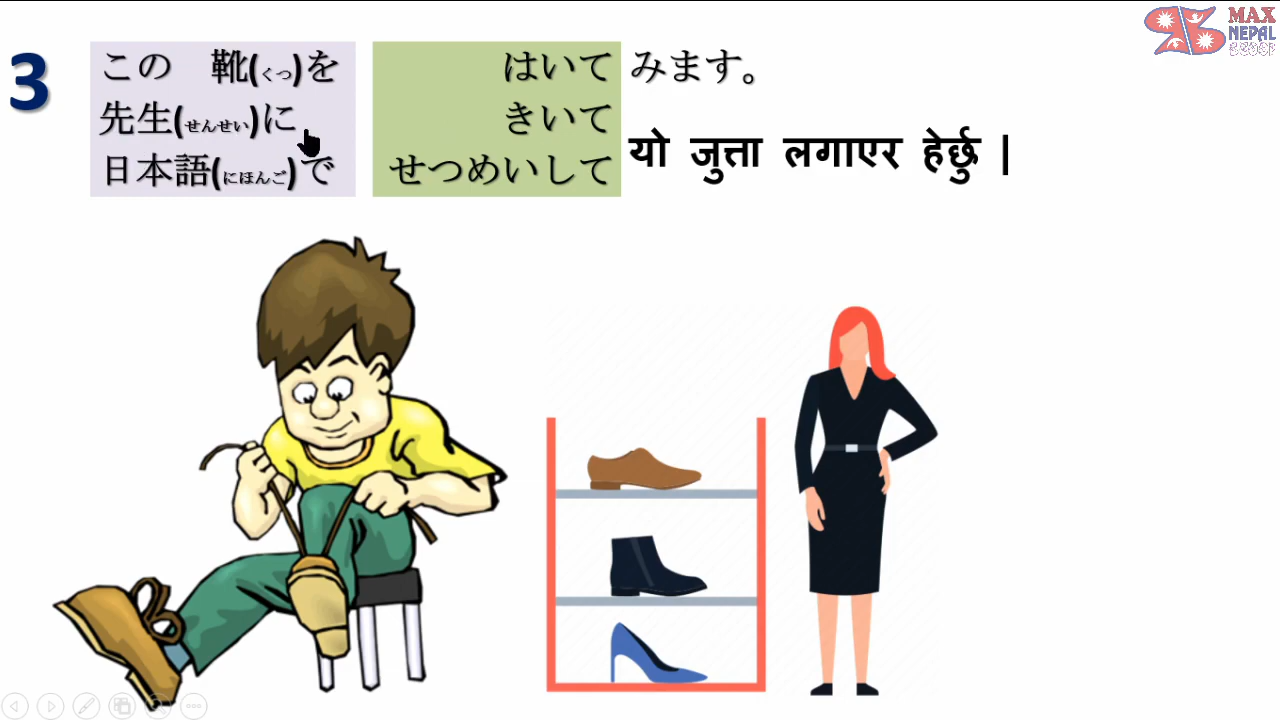 3
この 靴(くつ)を はいて みます。
先生(せんせい)に きいて
日本語(にほんご)で せつめいして
यो जुत्ता लगाएर हेर्छु |
MAX
NEPAL